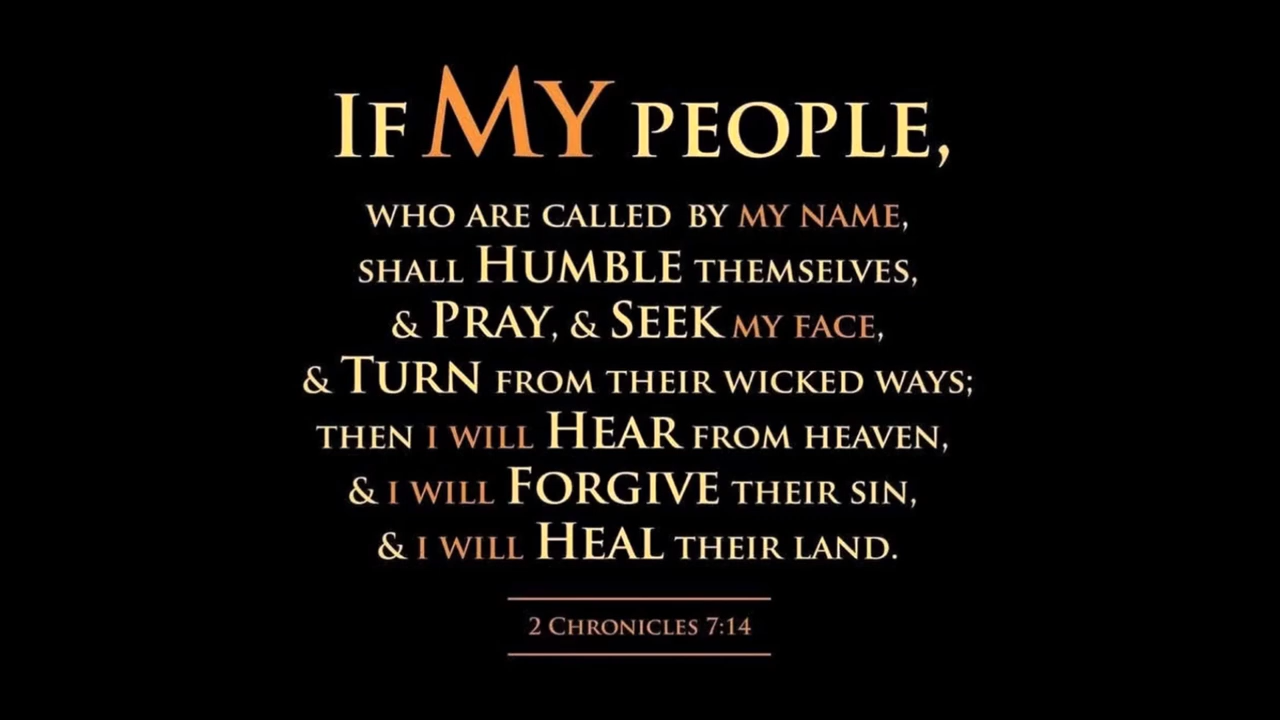 IF MY PEOPLE,
WHO ARE CALLED BY MY NAME,
SHALL HUMBLE THEMSELVES,
& PRAY, & SEEK MY FACE,
& TURN FROM THEIR WICKED WAYS;
THEN I WILL HEAR FROM HEAVEN,
& I WILL FORGIVE THEIR SIN,
& I WILL HEAL THEIR LAND.
2 CHRONICLES 7:14